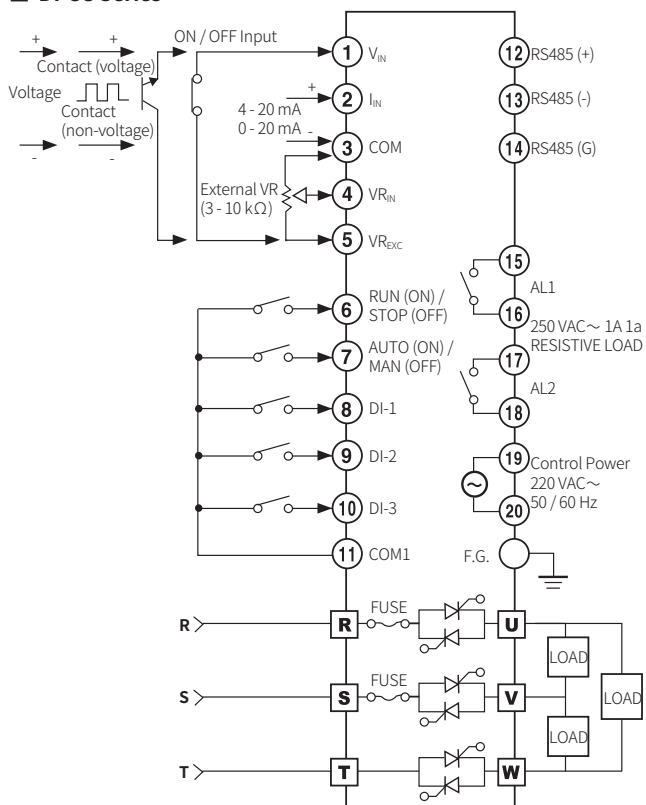 ON / OFF Input
+ +
Contact (voltage)
Voltage
Contact
(non-voltage)
- -
1 V_IN
+
4 - 20 mA
0 - 20 mA -
2 I_IN
3 COM
External VR
(3 - 10 kΩ)
4 VR_IN
5 VR_EXC
6 RUN (ON) /
STOP (OFF)
7 AUTO (ON) /
MAN (OFF)
8 DI-1
9 DI-2
10 DI-3
11 COM1
12 RS485 (+)
13 RS485 (-)
14 RS485 (G)
15
AL1
16
250 VAC～ 1A 1a
RESISTIVE LOAD
17
AL2
18
19
Control Power
220 VAC～
50 / 60 Hz
20
F.G.
R R FUSE U
LOAD
S S FUSE V
LOAD
LOAD
T T W